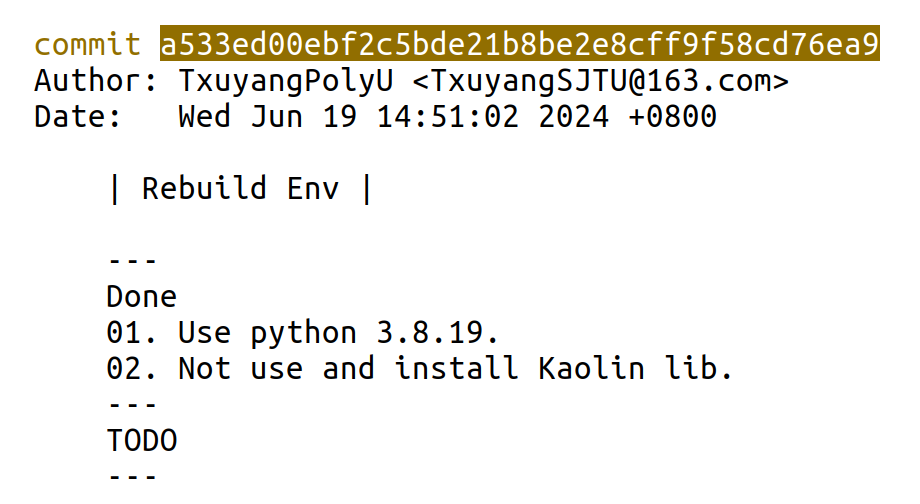 commit a533ed00ebf2c5bde21b8be2e8cff9f58cd76ea9
Author: TxuyangPolyU <TxuyangSJTU@163.com>
Date:   Wed Jun 19 14:51:02 2024 +0800
| Rebuild Env |
---
Done
01. Use python 3.8.19.
02. Not use and install Kaolin lib.
---
TODO
---